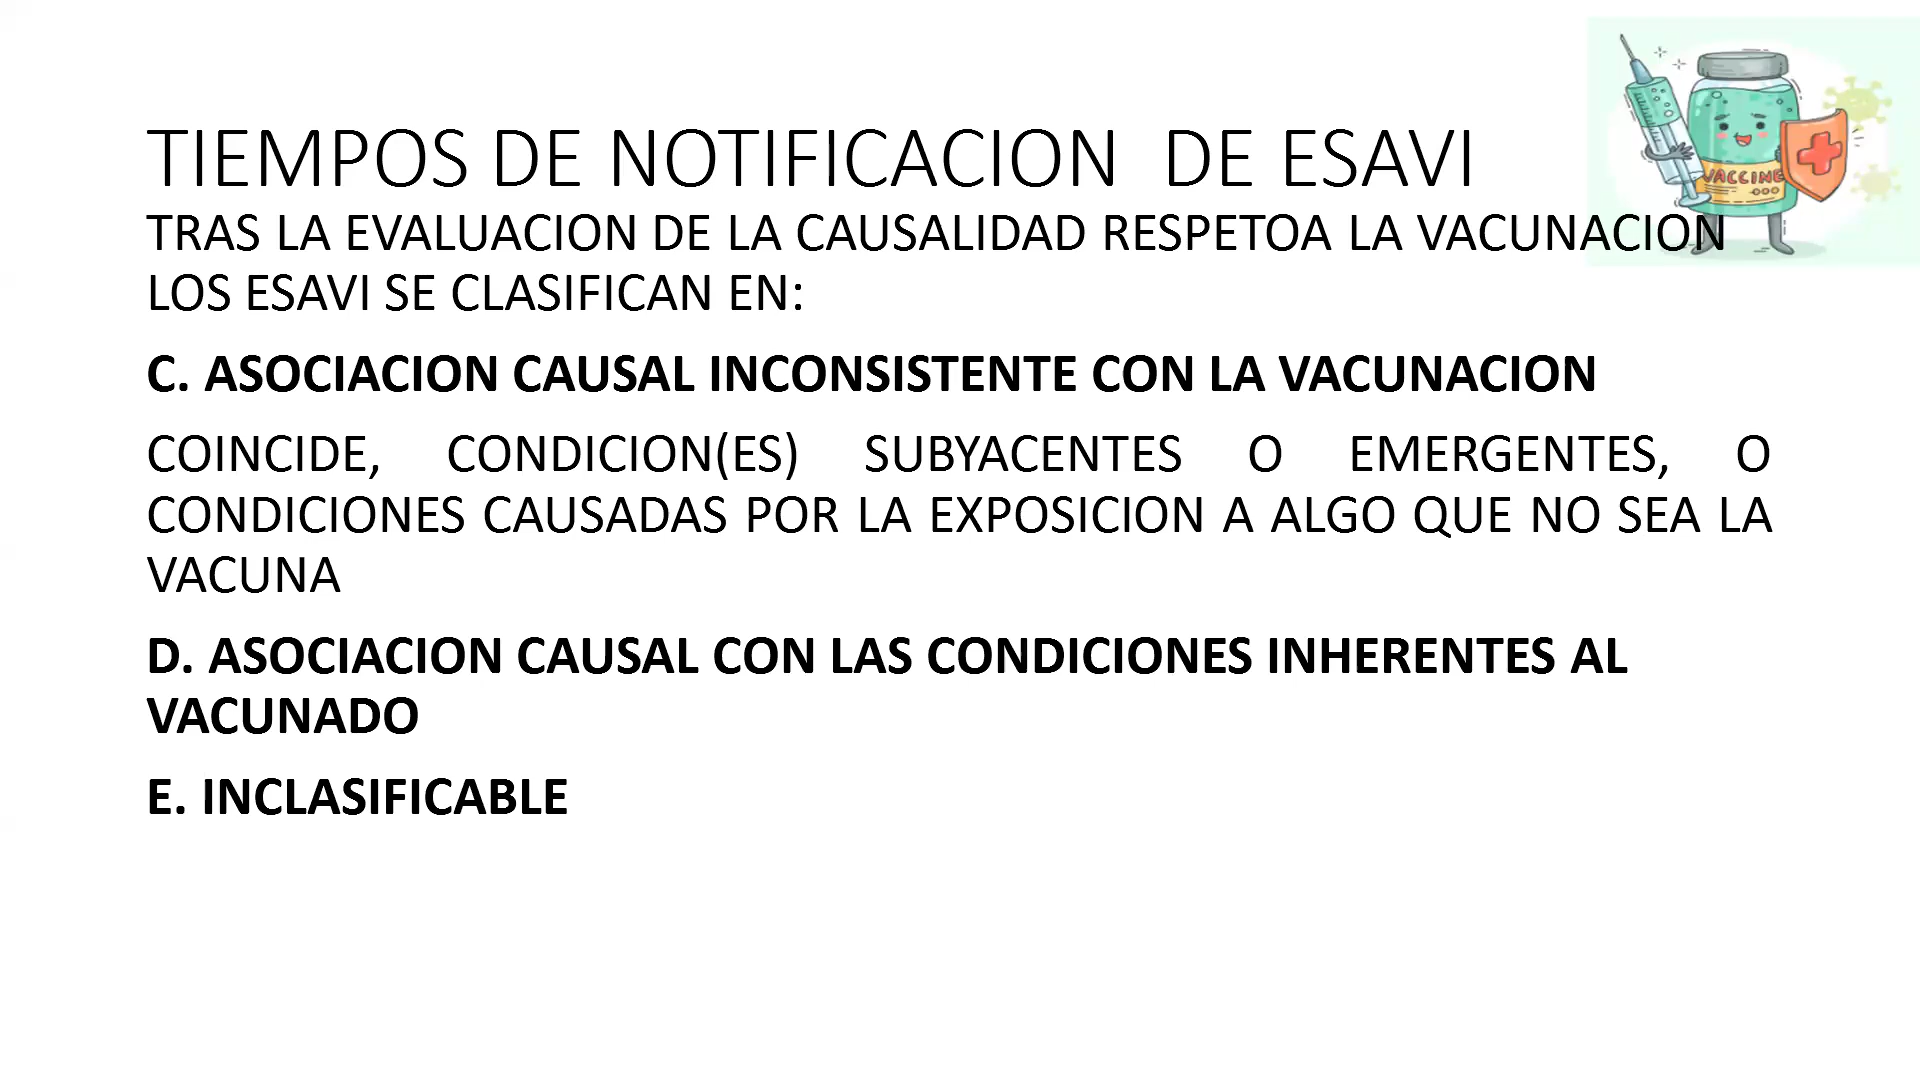 TIEMPOS DE NOTIFICACION DE ESAVI
TRAS LA EVALUACION DE LA CAUSALIDAD RESPETOA LA VACUNACION
LOS ESAVI SE CLASIFICAN EN:
C. ASOCIACION CAUSAL INCONSISTENTE CON LA VACUNACION
COINCIDE, CONDICION(ES) SUBYACENTES O EMERGENTES, O
CONDICIONES CAUSADAS POR LA EXPOSICION A ALGO QUE NO SEA LA
VACUNA
D. ASOCIACION CAUSAL CON LAS CONDICIONES INHERENTES AL
VACUNADO
E. INCLASIFICABLE
VACCINE